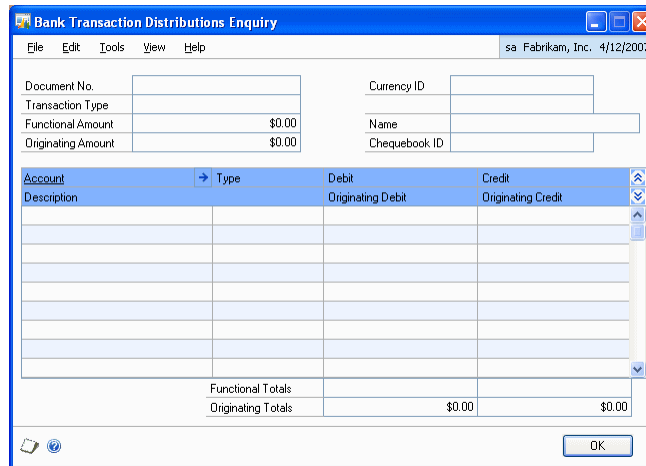 Bank Transaction Distributions Enquiry
File Edit Tools View Help sa Fabrikam, Inc. 4/12/2007
Document No. Currency ID
Transaction Type
Functional Amount $0.00 Name
Originating Amount $0.00 Chequebook ID
Account Type Debit Credit
Description Originating Debit Originating Credit
Functional Totals
Originating Totals $0.00 $0.00
OK